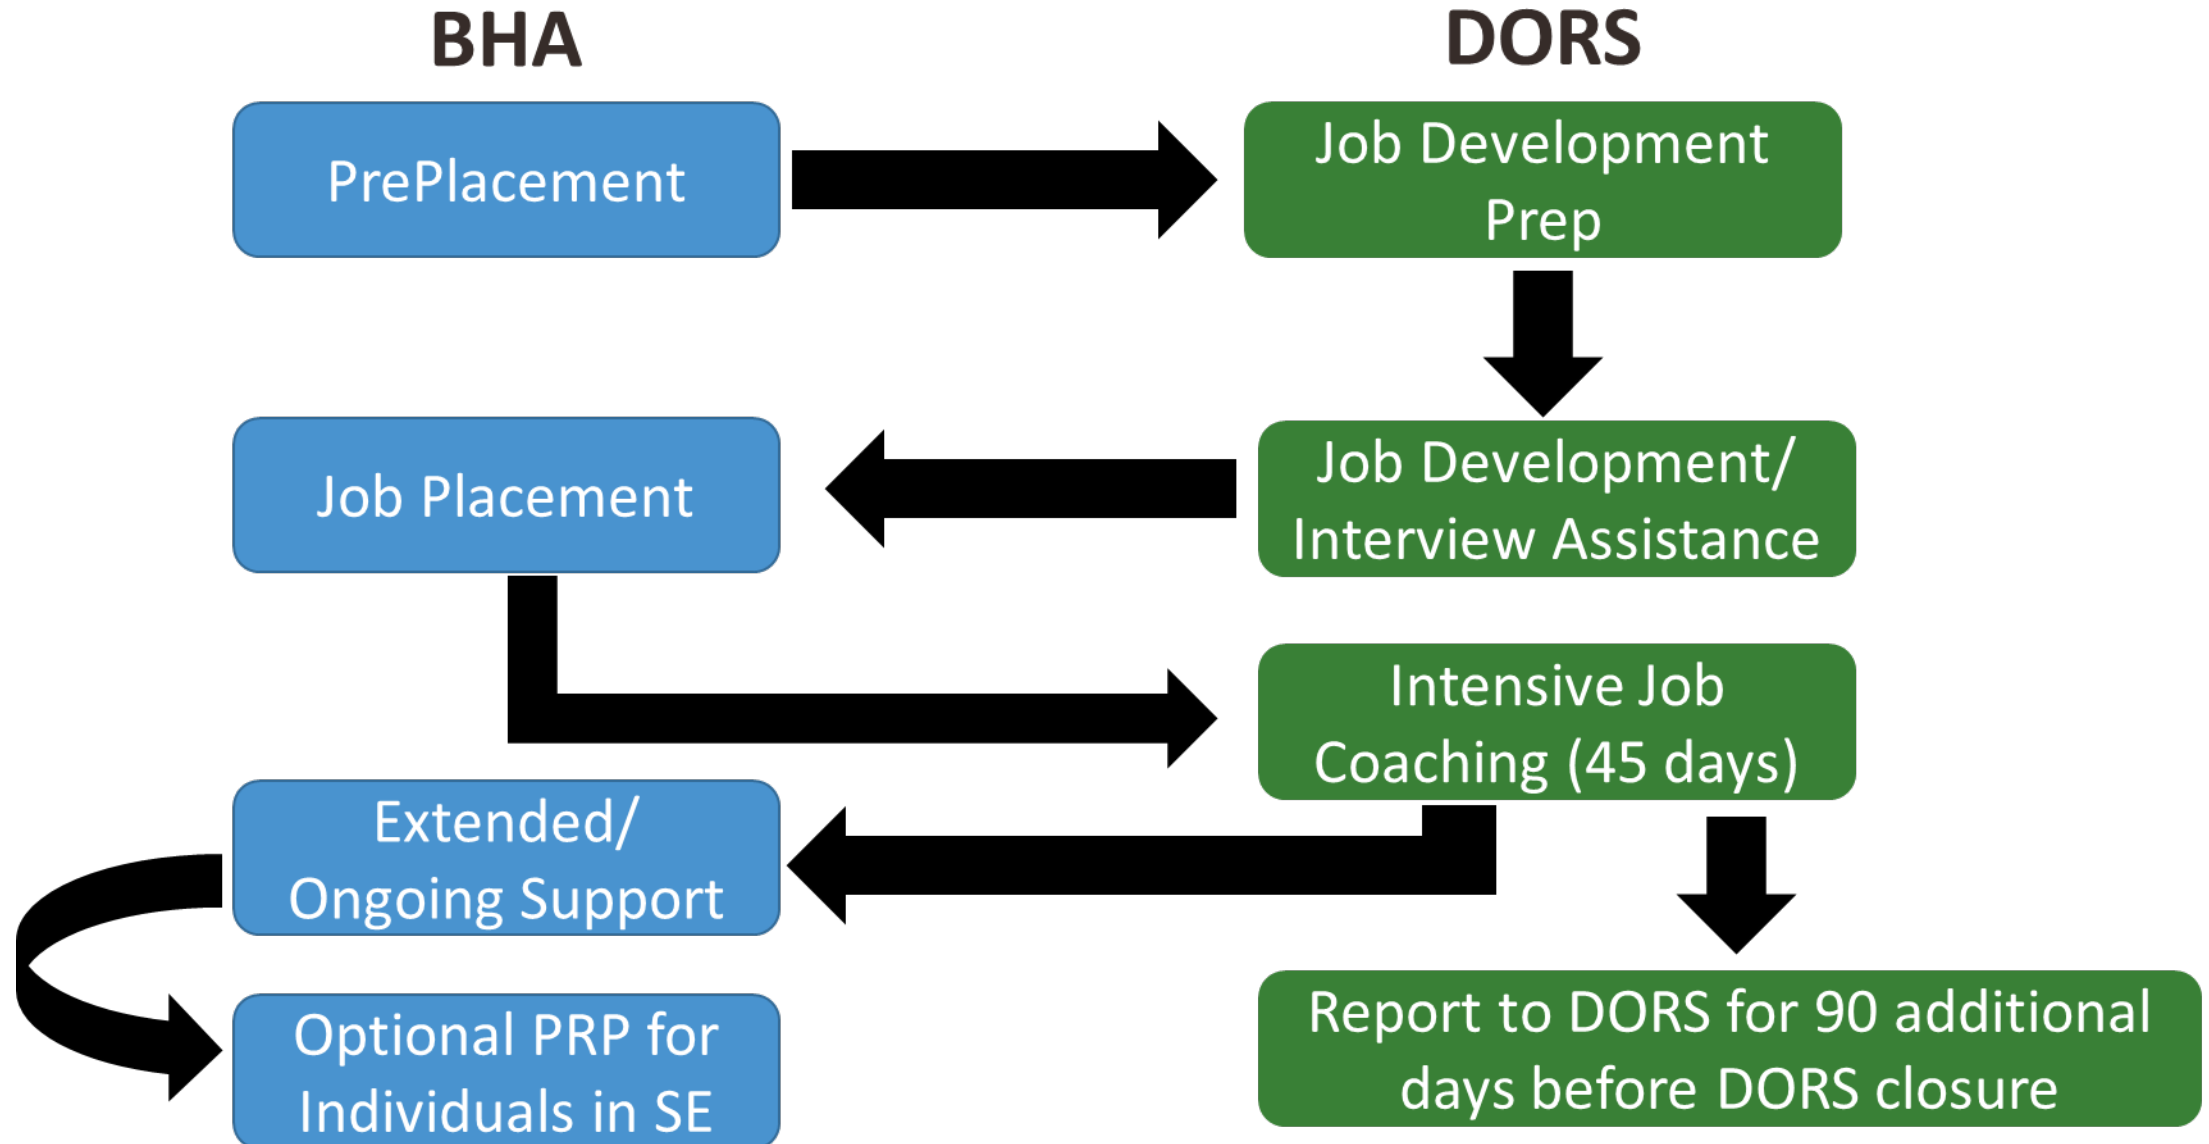 BHA
DORS
PrePlacement
Job Development
Prep
Job Placement
Job Development/
Interview Assistance
Intensive Job
Coaching (45 days)
Extended/
Ongoing Support
Optional PRP for
Individuals in SE
Report to DORS for 90 additional
days before DORS closure